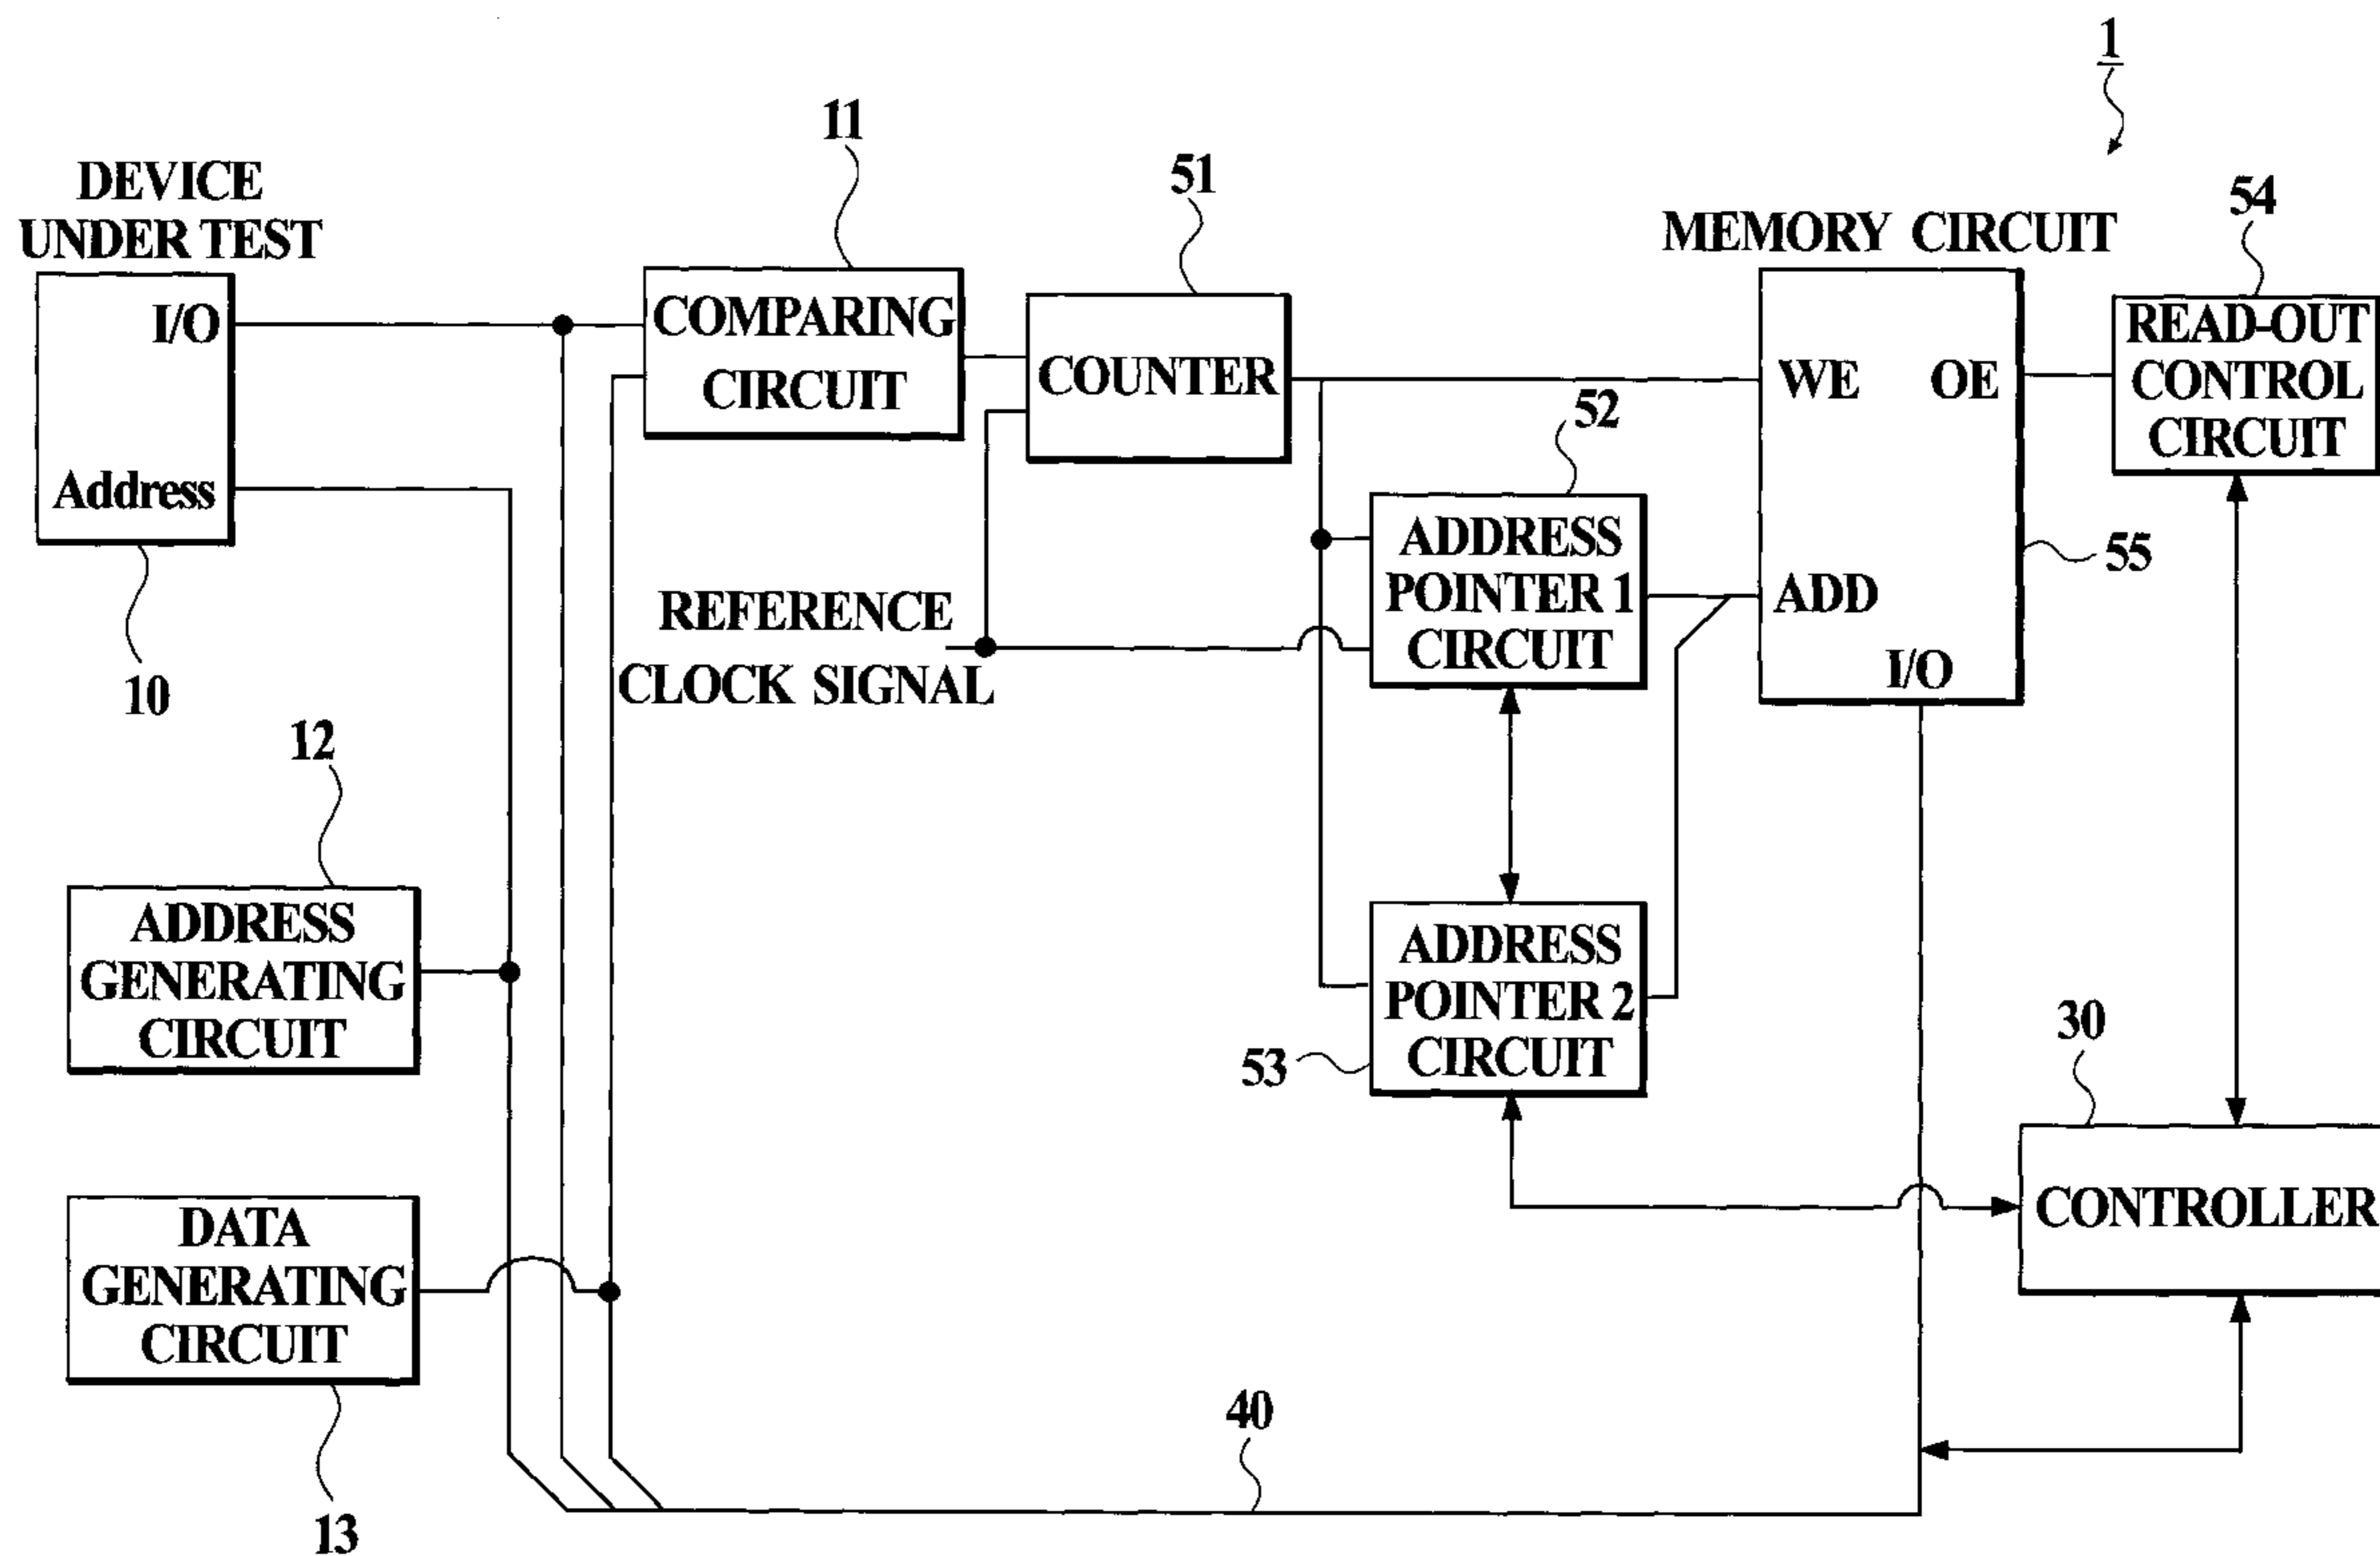 1
11
51
54
DEVICE
UNDER TEST
MEMORY CIRCUIT
I/O
Address
10
COMPARING
CIRCUIT
COUNTER
WE OE
ADD
I/O
55
READ-OUT
CONTROL
CIRCUIT
52
ADDRESS
POINTER 1
CIRCUIT
REFERENCE
CLOCK SIGNAL
12
ADDRESS
GENERATING
CIRCUIT
ADDRESS
POINTER 2
CIRCUIT
53
30
CONTROLLER
DATA
GENERATING
CIRCUIT
13
40